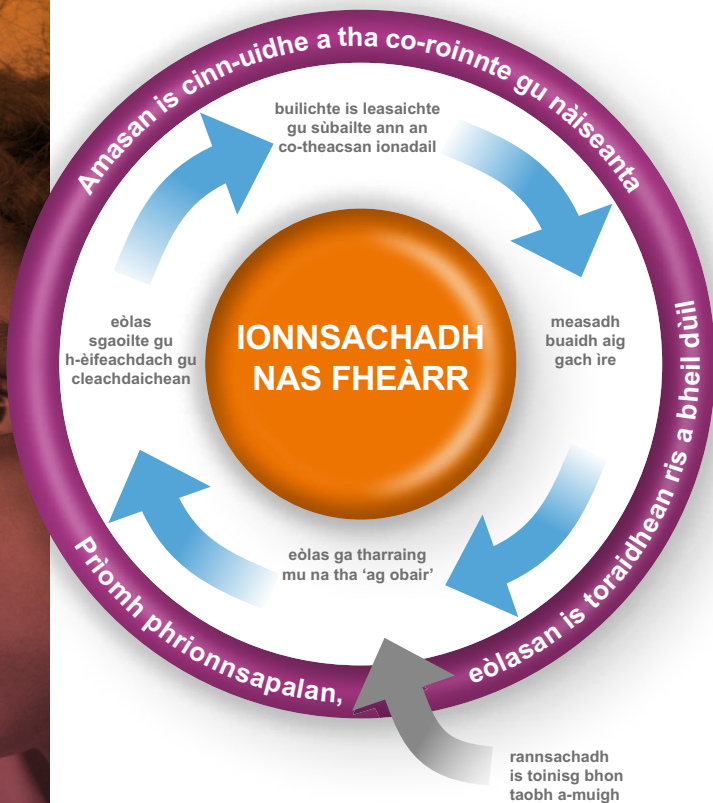 Amasan is cinn-uidhe a tha co-roinnte gu nàiseanta
builichte is leasaichte
gu sùbailte ann an
co-theacsan ionadail
measadh
buaidh aig
gach ìre
eòlas ga tharraing
mu na tha ‘ag obair’
eòlas
sgaoilte gu
h-èifeachdach gu
cleachdaichean
IONNSACHADH
NAS FHEÀRR
Prìomh phrionnsapalan,
eòlasan is toraidhean ris a bheil dùil
rannsachadh
is toinisg bhon
taobh a-muigh